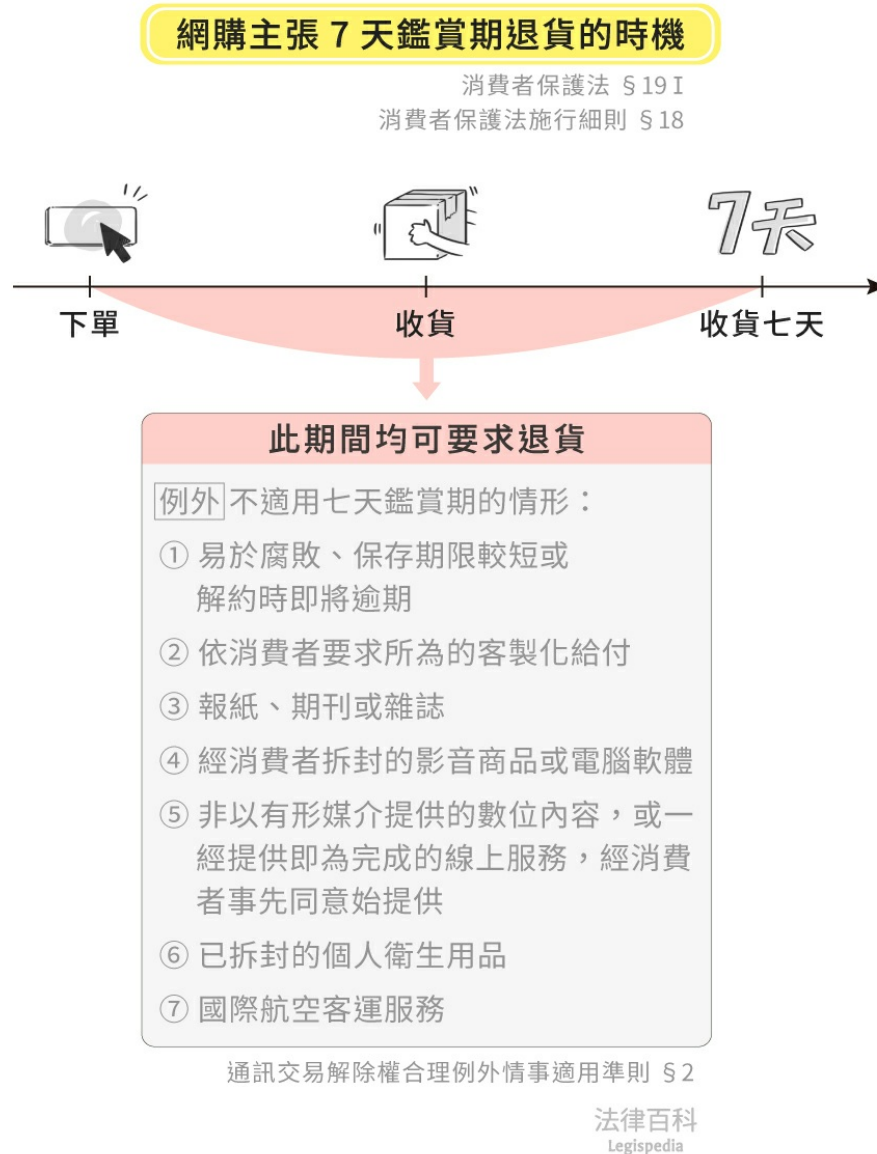 網購主張 7 天鑑賞期退貨的時機
消費者保護法 §19 I
消費者保護法施行細則 §18
7天
下單
收貨
收貨七天
此期間均可要求退貨
例外 不適用七天鑑賞期的情形：
① 易於腐敗、保存期限較短或
解約時即將逾期
② 依消費者要求所為的客製化給付
③ 報紙、期刊或雜誌
④ 經消費者拆封的影音商品或電腦軟體
⑤ 非以有形媒介提供的數位內容，或一
經提供即為完成的線上服務，經消費
者事先同意始提供
⑥ 已拆封的個人衛生用品
⑦ 國際航空客運服務
通訊交易解除權合理例外情事適用準則 §2
法律百科
Legispedia